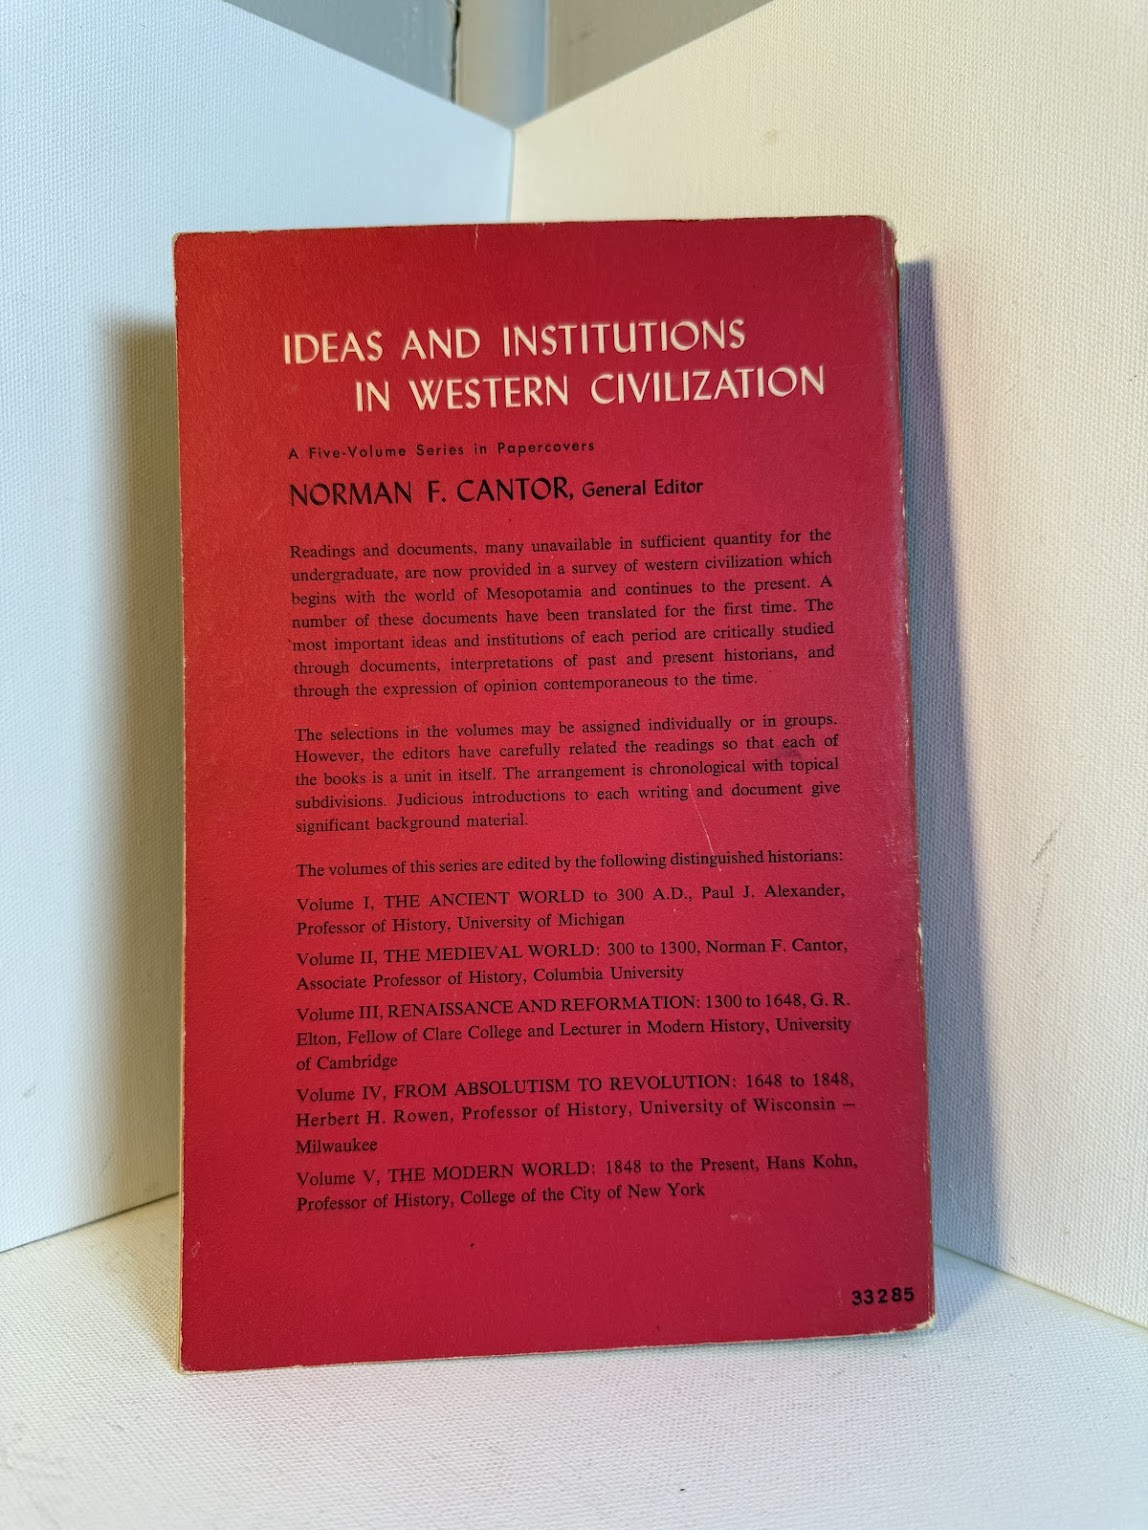 IDEAS AND INSTITUTIONS
IN WESTERN CIVILIZATION
A Five-Volume Series in Papercovers
NORMAN F. CANTOR, General Editor
Readings and documents, many unavailable in sufficient quantity for the
undergraduate, are now provided in a survey of western civilization which
begins with the world of Mesopotamia and continues to the present. A
number of these documents have been translated for the first time. The
most important ideas and institutions of each period are critically studied
through documents, interpretations of past and present historians, and
through the expression of opinion contemporaneous to the time.
The selections in the volumes may be assigned individually or in groups.
However, the editors have carefully related the readings so that each of
the books is a unit in itself. The arrangement is chronological with topical
subdivisions. Judicious introductions to each writing and document give
significant background material.
The volumes of this series are edited by the following distinguished historians:
Volume I, THE ANCIENT WORLD to 300 A.D., Paul J. Alexander,
Professor of History, University of Michigan
Volume II, THE MEDIEVAL WORLD: 300 to 1300, Norman F. Cantor,
Associate Professor of History, Columbia University
Volume III, RENAISSANCE AND REFORMATION: 1300 to 1648, G. R.
Elton, Fellow of Clare College and Lecturer in Modern History, University
of Cambridge
Volume IV, FROM ABSOLUTISM TO REVOLUTION: 1648 to 1848,
Herbert H. Rowen, Professor of History, University of Wisconsin –
Milwaukee
Volume V, THE MODERN WORLD: 1848 to the Present, Hans Kohn,
Professor of History, College of the City of New York
33285